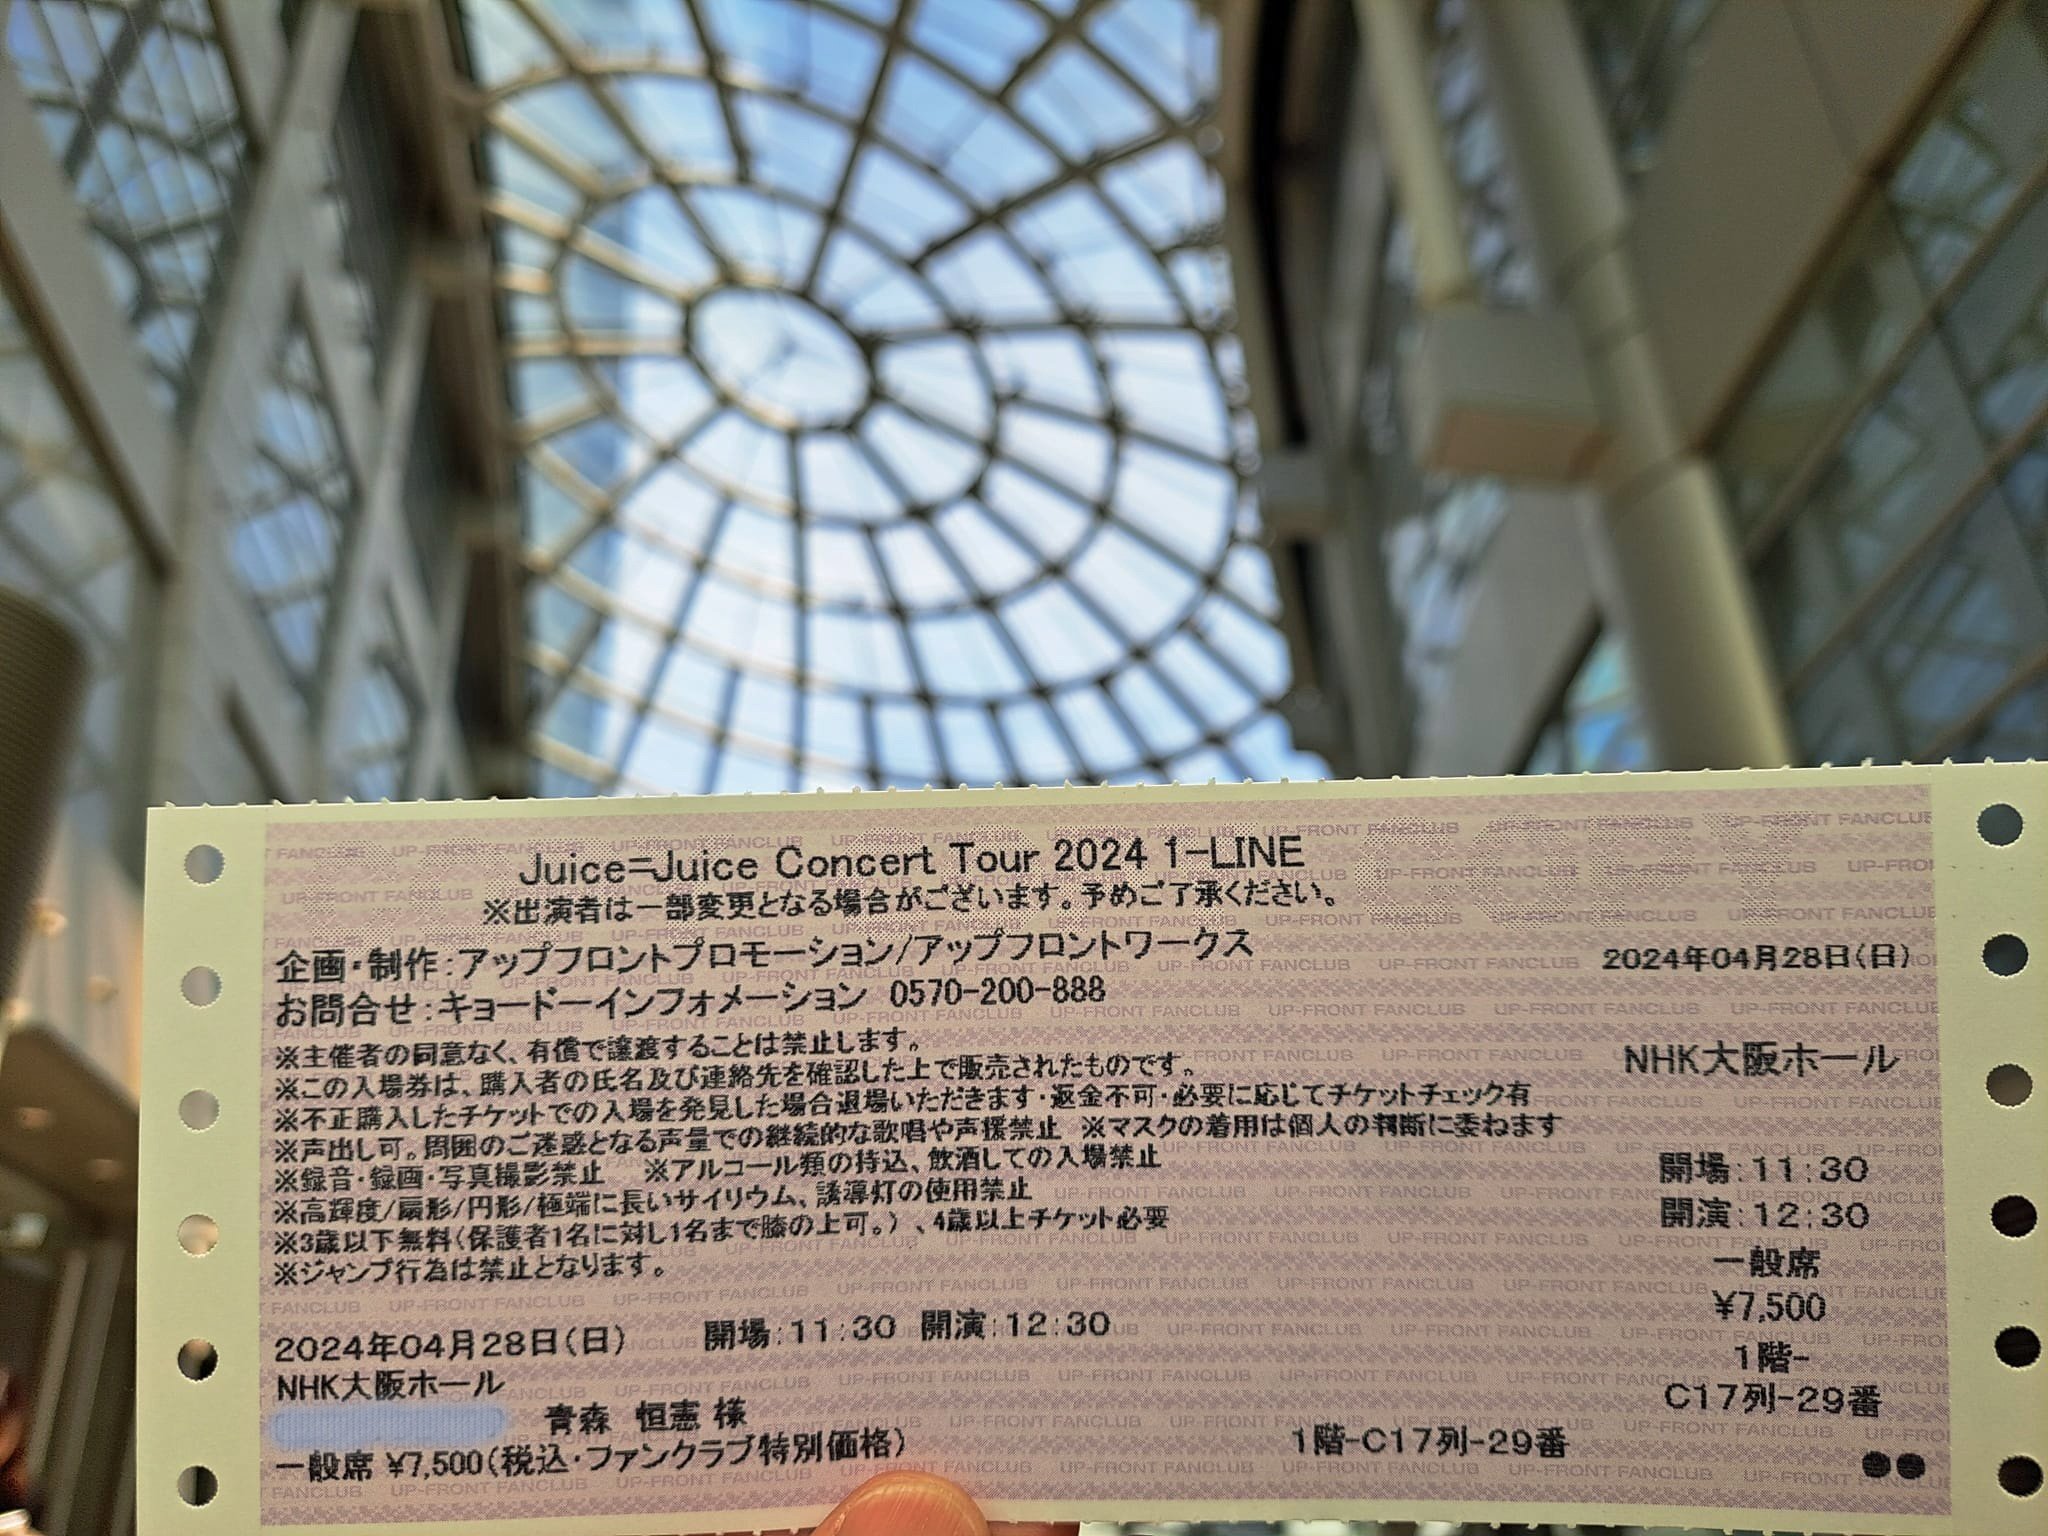 Juice=Juice Concert Tour 2024 1-LINE
※出演者は一部変更となる場合がございます。予めご了承ください。
企画・制作：アップフロントプロモーション/アップフロントワークス
お問合せ：キョードーインフォメーション 0570-200-888
※主催者の同意なく、有償で譲渡することは禁止します。
※この入場券は、購入者の氏名及び連絡先を確認した上で販売されたものです。
※不正購入したチケットでの入場を発見した場合退場いただきます・返金不可・必要に応じてチケットチェック有
※声出し可。周囲のご迷惑となる声量での継続的な歌唱や声援禁止 ※マスクの着用は個人の判断に委ねます
※録音・録画・写真撮影禁止 ※アルコール類の持込、飲酒しての入場禁止
※高輝度/扇形/円形/極端に長いサイリウム、誘導灯の使用禁止
※3歳以下無料(保護者1名に対し1名まで膝の上可。)、4歳以上チケット必要
※ジャンプ行為は禁止となります。
2024年04月28日(日) 開場：11：30 開演：12：30
NHK大阪ホール
青森 恒憲 様
一般席 ¥7,500(税込・ファンクラブ特別価格)
1階-C17列-29番
2024年04月28日(日)
NHK大阪ホール
開場：11：30
開演：12：30
一般席
¥7,500
1階-
C17列-29番
●●
UP-FRONT FANCLUB